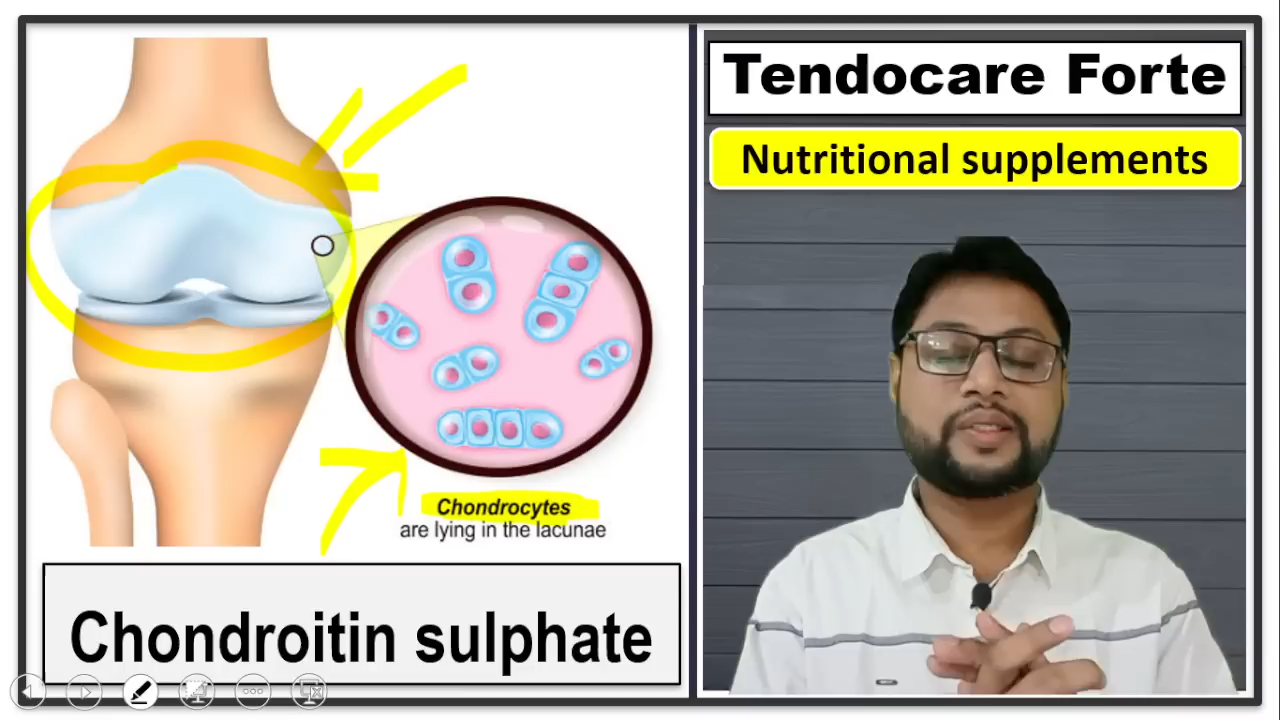 Chondrocytes
are lying in the lacunae
Chondroitin sulphate
Tendocare Forte
Nutritional supplements